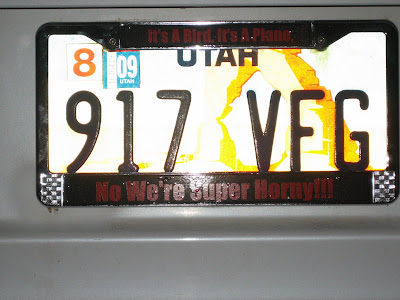 It's A Bird, It's A Plane,
UTAH
8 09
UTAH
917 VFG
No We're Super Horny!!!